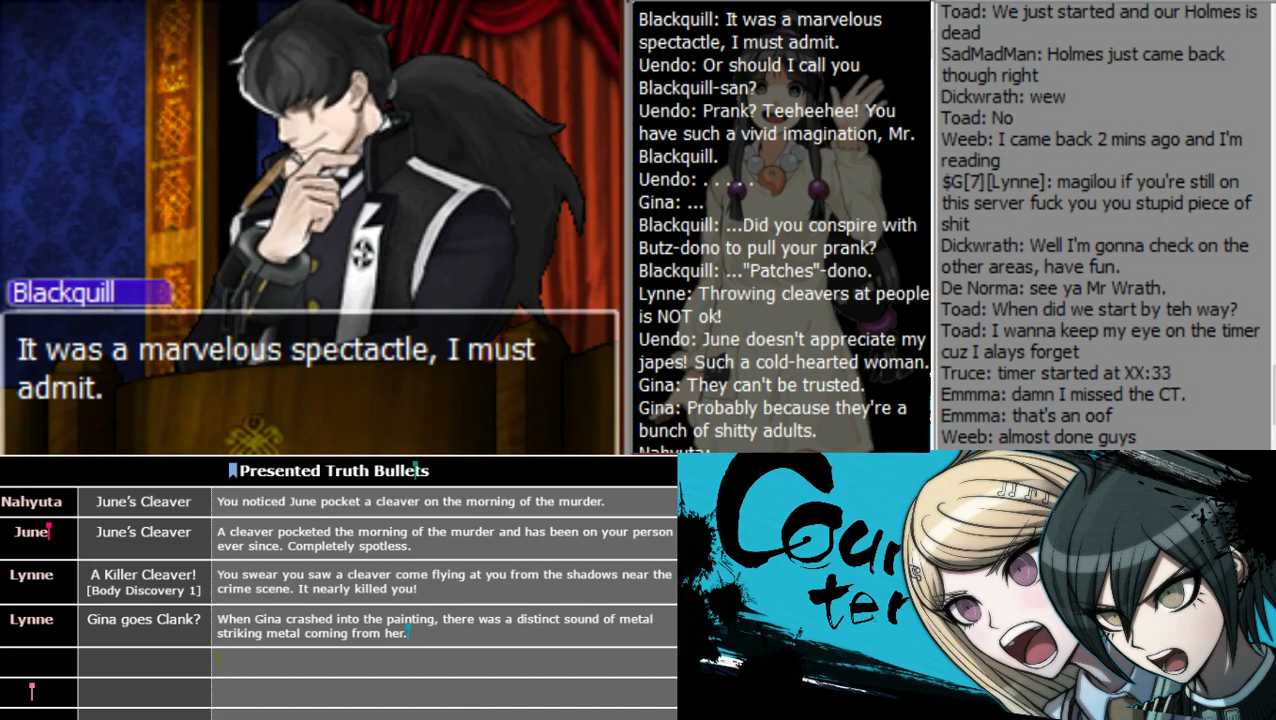 Blackquill
It was a marvelous spectactle, I must
admit.
Blackquill: It was a marvelous
spectactle, I must admit.
Uendo: Or should I call you
Blackquill-san?
Uendo: Prank? Teeheehee! You
have such a vivid imagination, Mr.
Blackquill.
Uendo: . . . . .
Gina: ...
Blackquill: ...Did you conspire with
Butz-dono to pull your prank?
Blackquill: ..."Patches"-dono.
Lynne: Throwing cleavers at people
is NOT ok!
Uendo: June doesn't appreciate my
japes! Such a cold-hearted woman.
Gina: They can't be trusted.
Gina: Probably because they're a
bunch of shitty adults.
Nahyuta:
Toad: We just started and our Holmes is
dead
SadMadMan: Holmes just came back
though right
Dickwrath: wew
Toad: No
Weeb: I came back 2 mins ago and I'm
reading
$G[7][Lynne]: magilou if you're still on
this server fuck you you stupid piece of
shit
Dickwrath: Well I'm gonna check on the
other areas, have fun.
De Norma: see ya Mr Wrath.
Toad: When did we start by teh way?
Toad: I wanna keep my eye on the timer
cuz I alays forget
Truce: timer started at XX:33
Emmma: damn I missed the CT.
Emmma: that's an oof
Weeb: almost done guys
Presented Truth Bullets
Nahyuta June's Cleaver You noticed June pocket a cleaver on the morning of the murder.
June June's Cleaver A cleaver pocketed the morning of the murder and has been on your person
ever since. Completely spotless.
Lynne A Killer Cleaver! You swear you saw a cleaver come flying at you from the shadows near the
[Body Discovery 1] crime scene. It nearly killed you!
Lynne Gina goes Clank? When Gina crashed into the painting, there was a distinct sound of metal
striking metal coming from her.
Coun
ter